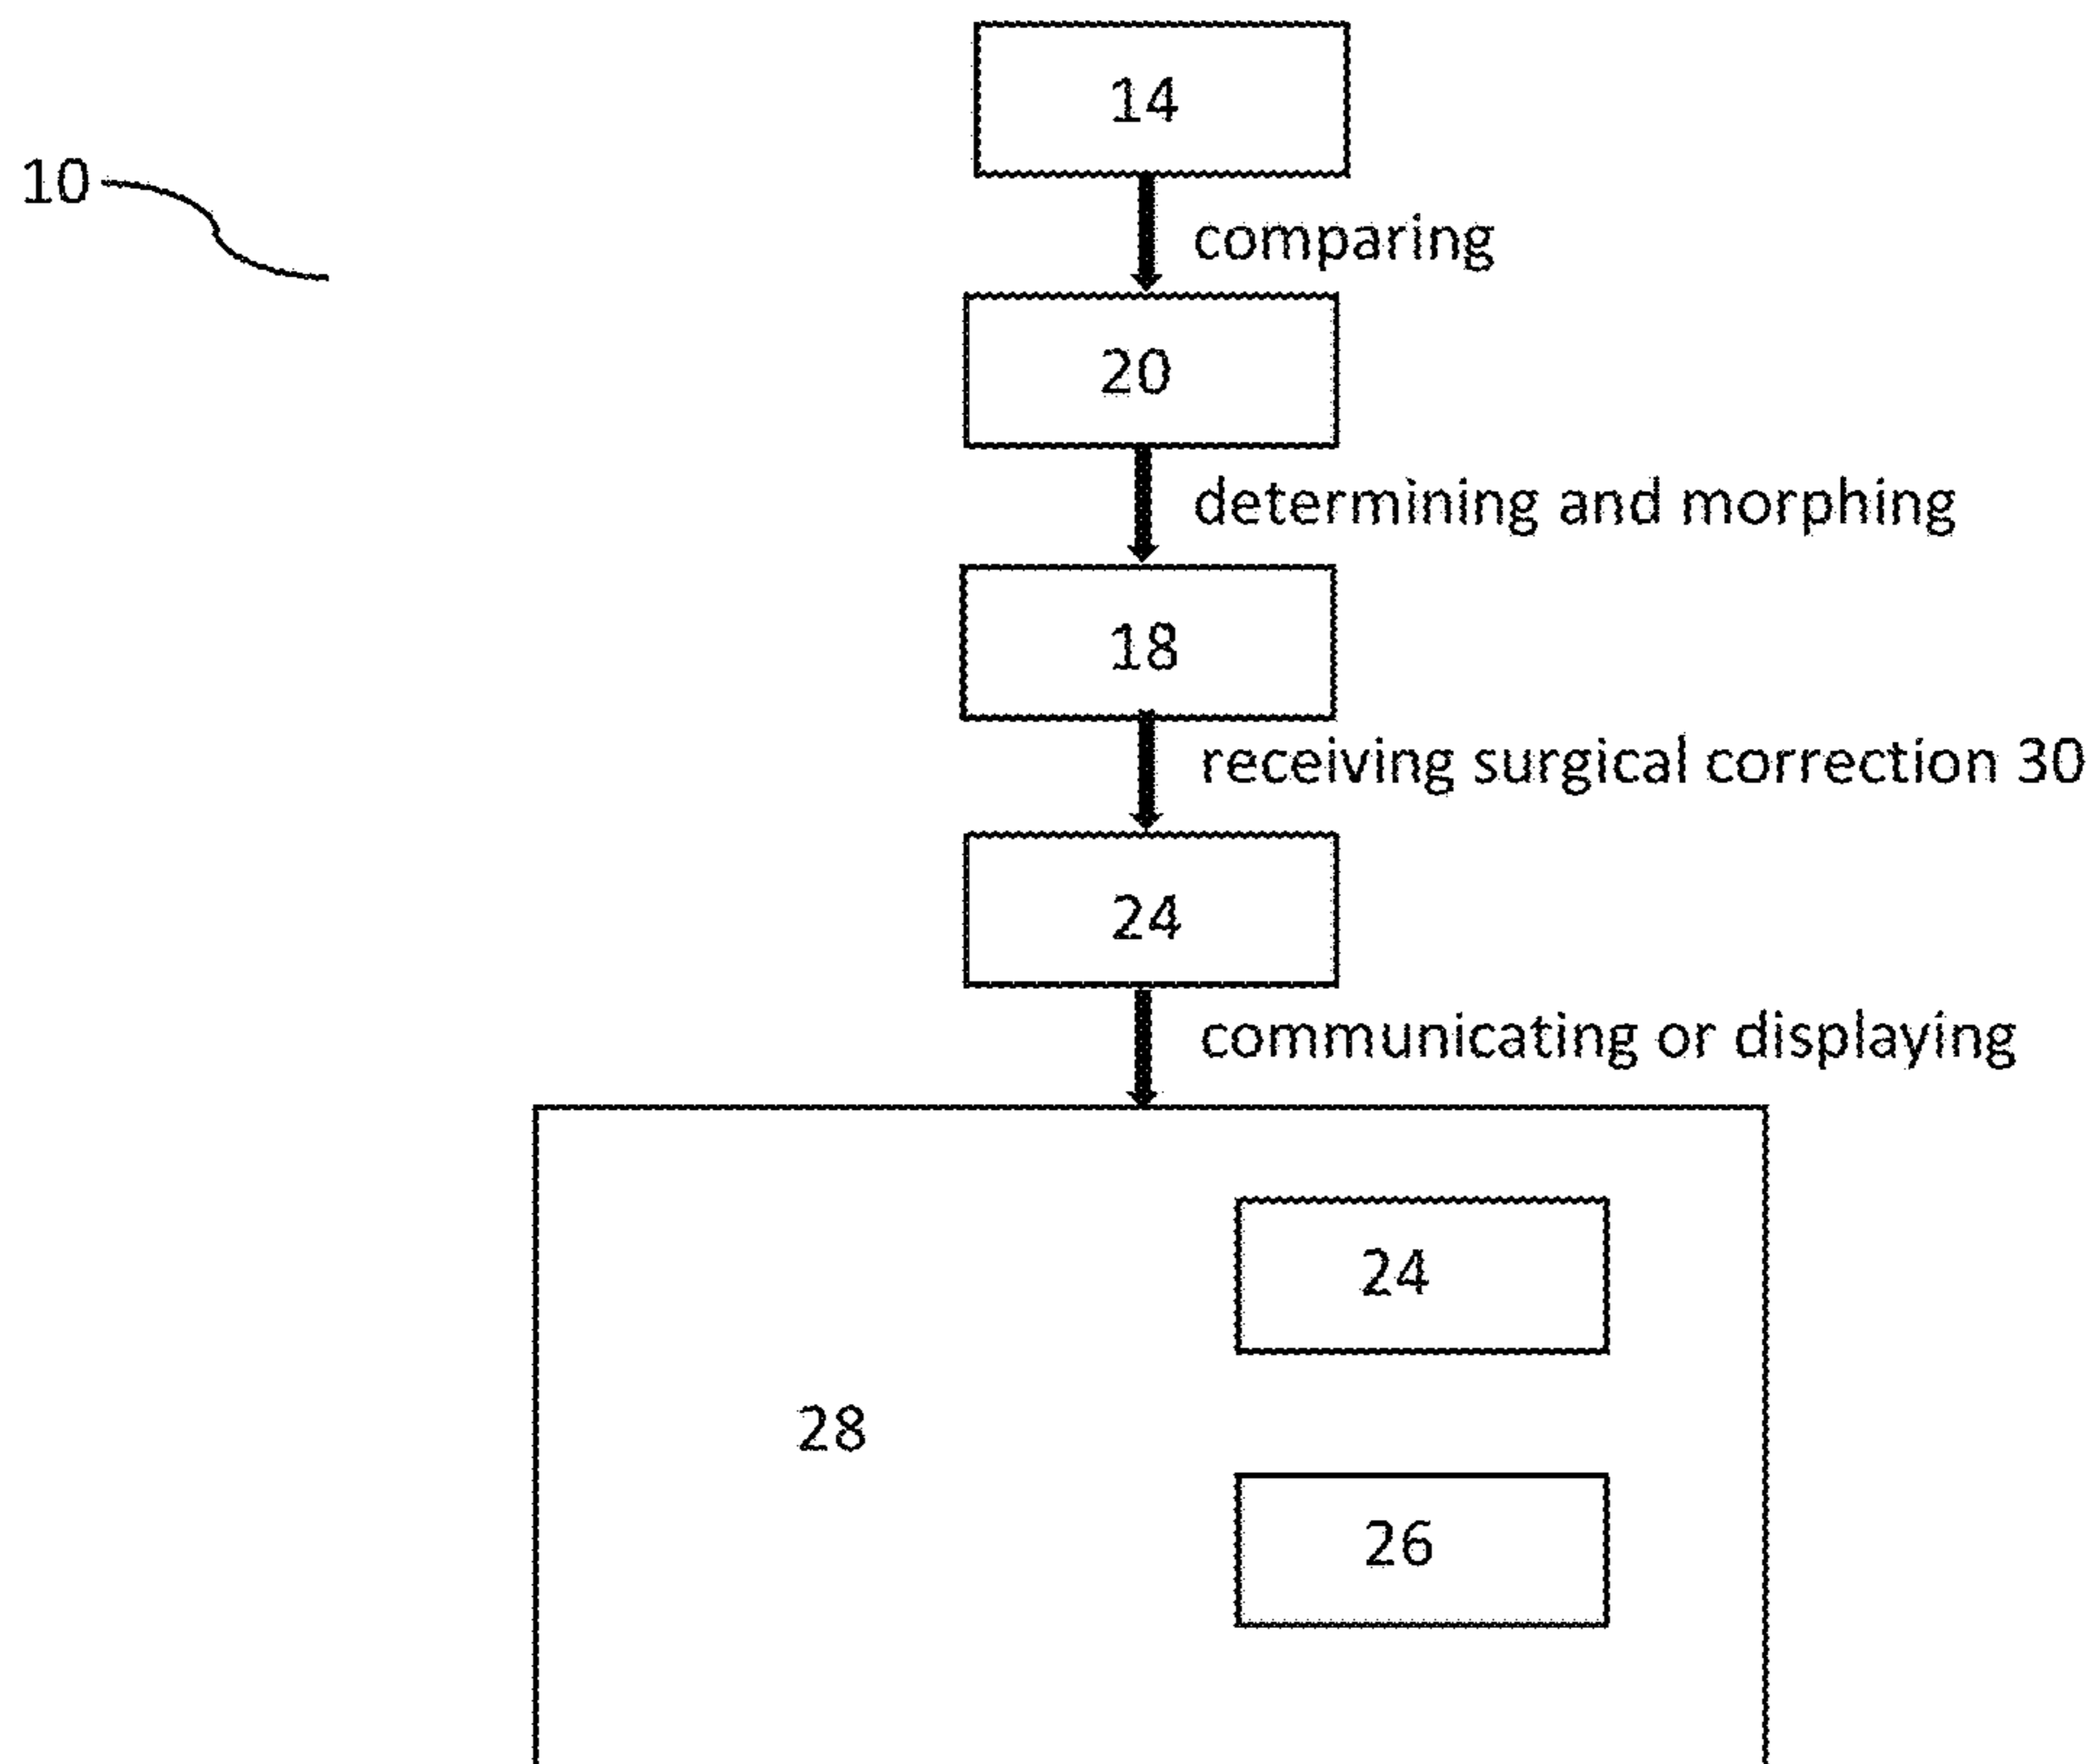 14
10
comparing
20
determining and morphing
18
receiving surgical correction 30
24
communicating or displaying
24
28
26